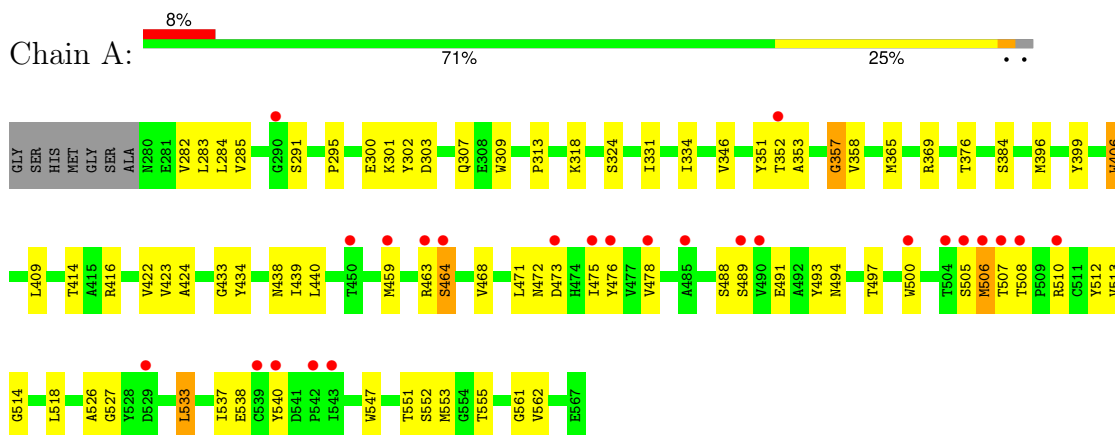 8%
Chain A:
71% 25% • •
GLY SER HIS MET GLY SER ALA N280 E281 V282 L283 L284 V285 G290 S291 P295 E300 K301 Y302 D303 Q307 E308 W309 P313 K318 S324 I331 I334 V346 Y351 T352 A353 G357 V358 M365 R369 T376 S384 M396 Y399 W406
L409 T414 A415 R416 V422 V423 A424 G433 Y434 N438 I439 L440 T450 M459 R463 S464 V468 L471 N472 D473 H474 I475 Y476 V477 V478 A485 S488 S489 V490 E491 A492 Y493 N494 T497 W500 T504 S505 M506 T507 T508 P509 R510 C511 Y512 V513
G514 L518 A526 G527 Y528 D529 L533 I537 E538 C539 Y540 D541 P542 I543 W547 T551 S552 M553 G554 T555 G561 V562 E567